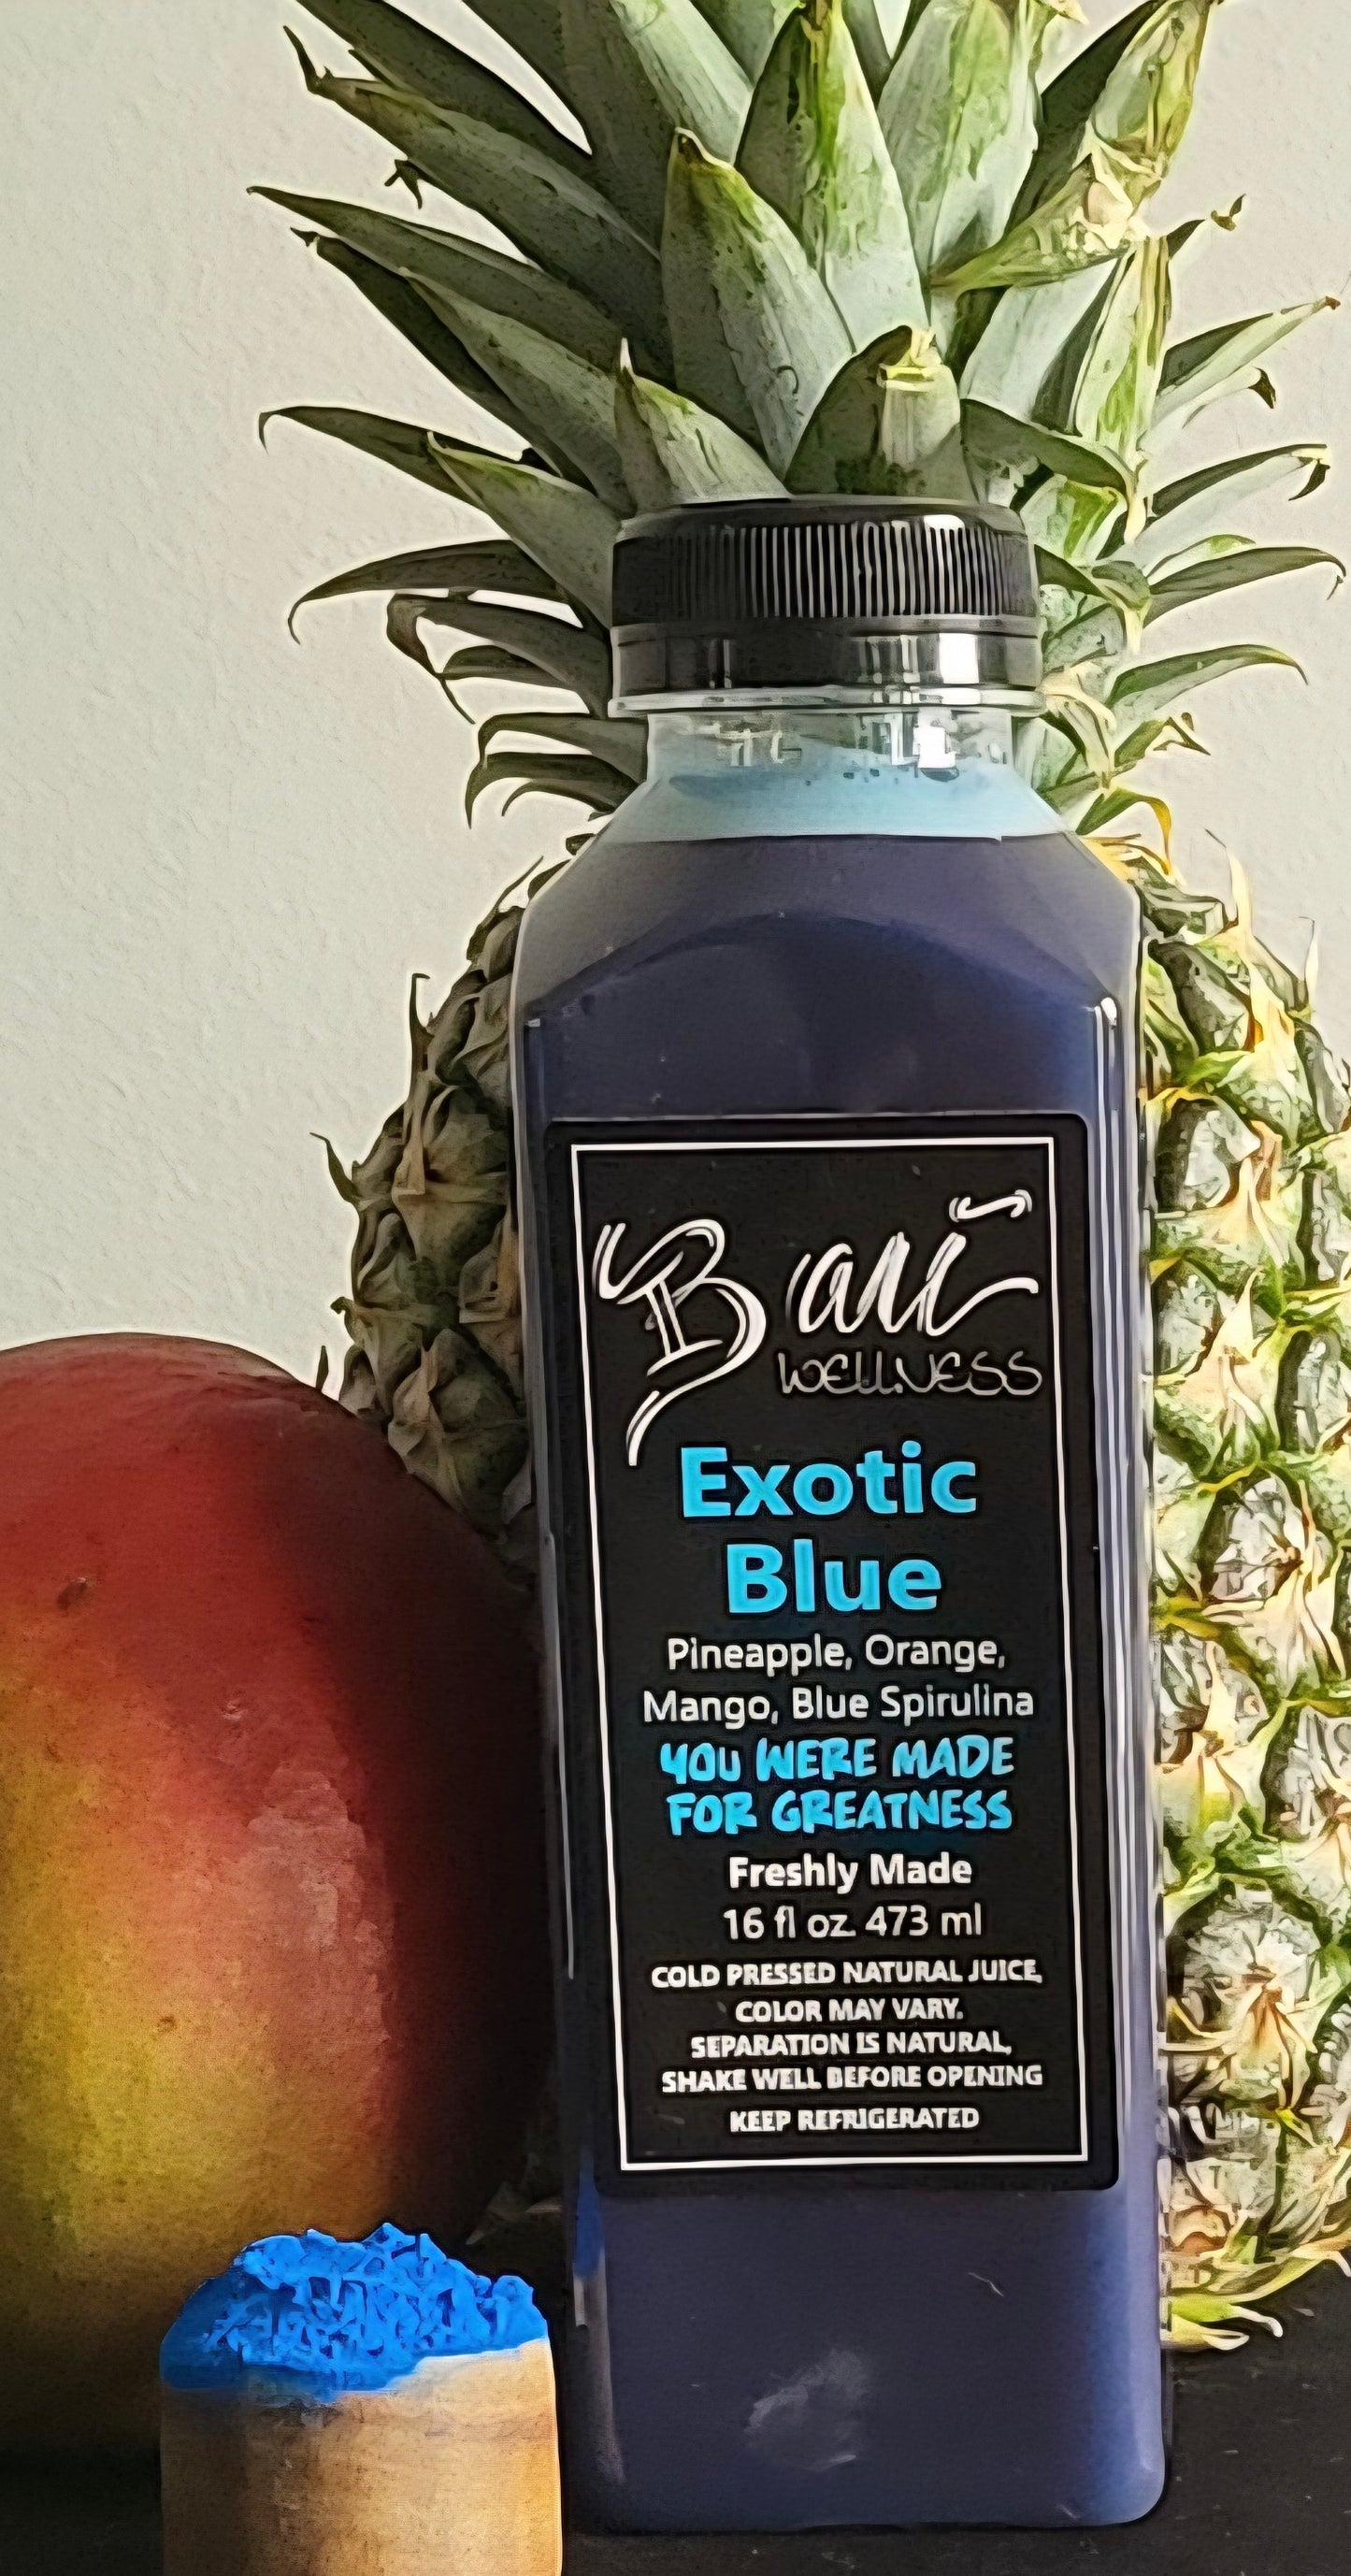 Bari
WELLNESS
Exotic
Blue
Pineapple, Orange,
Mango, Blue Spirulina
YOU WERE MADE
FOR GREATNESS
Freshly Made
16 fl oz. 473 ml
COLD PRESSED NATURAL JUICE,
COLOR MAY VARY.
SEPARATION IS NATURAL,
SHAKE WELL BEFORE OPENING
KEEP REFRIGERATED